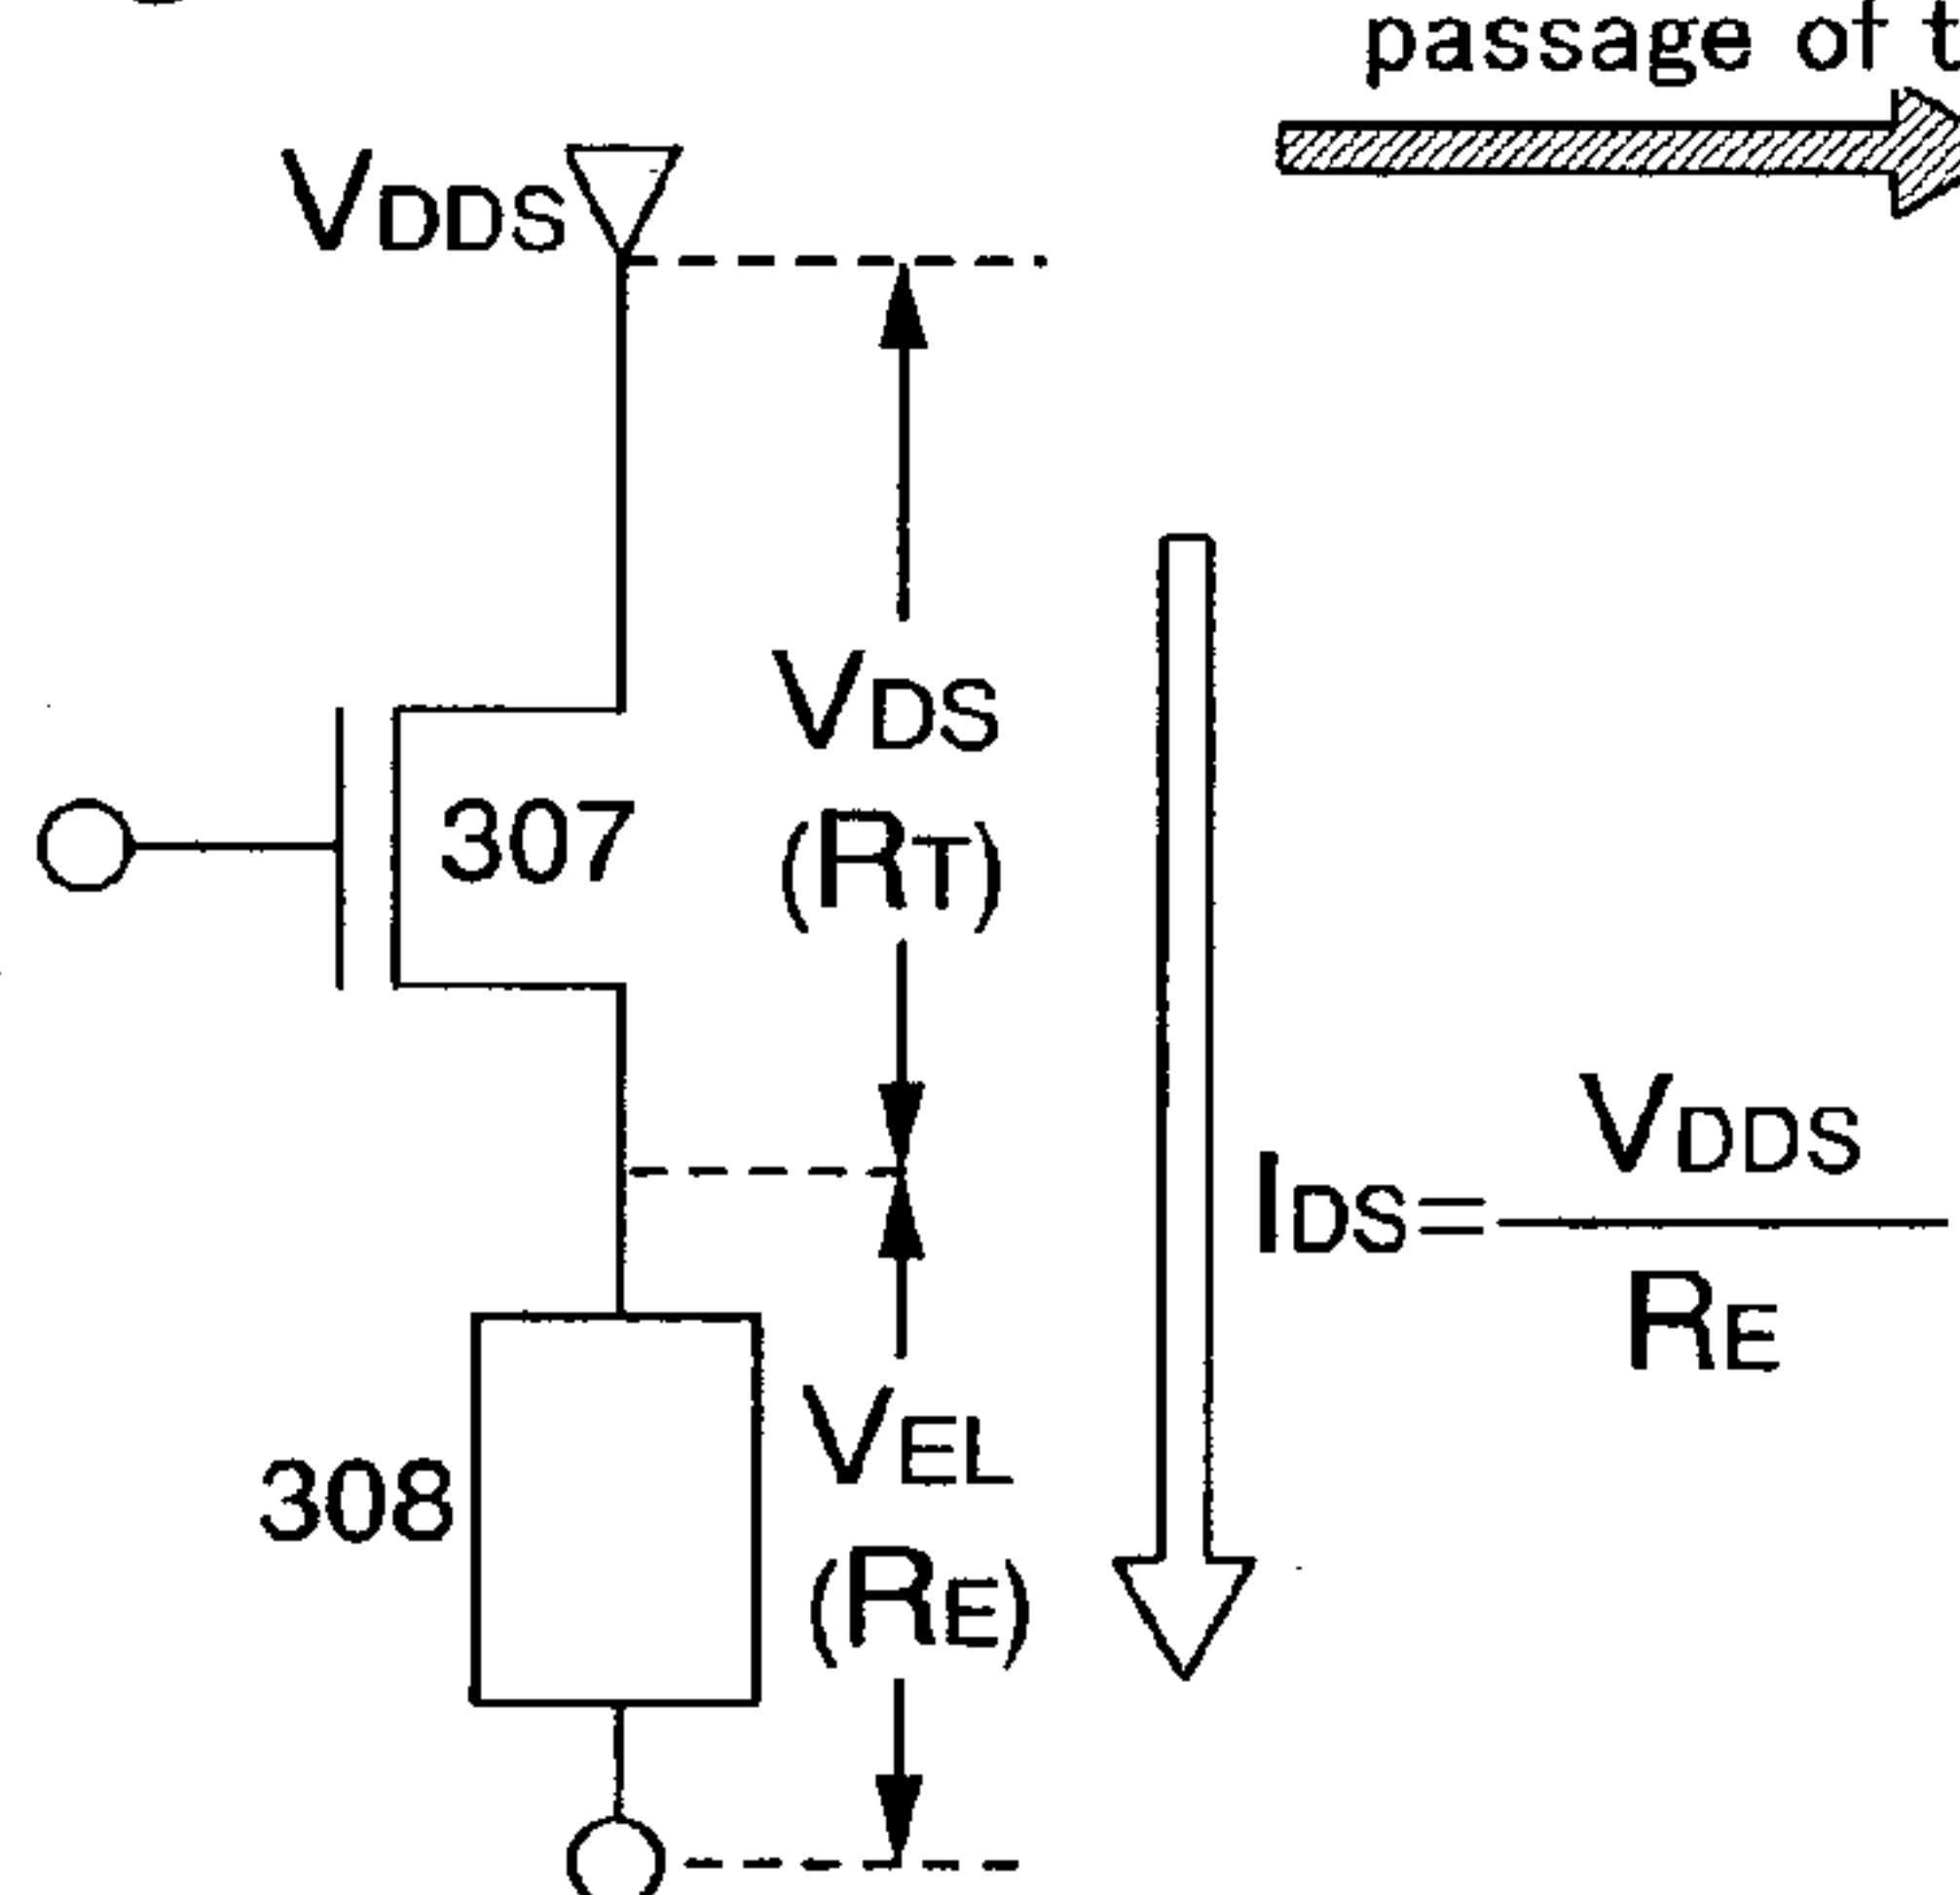 passage of t
VDDS
VDS
307
(RT)
IDS=VDDS/RE
VEL
308
(RE)